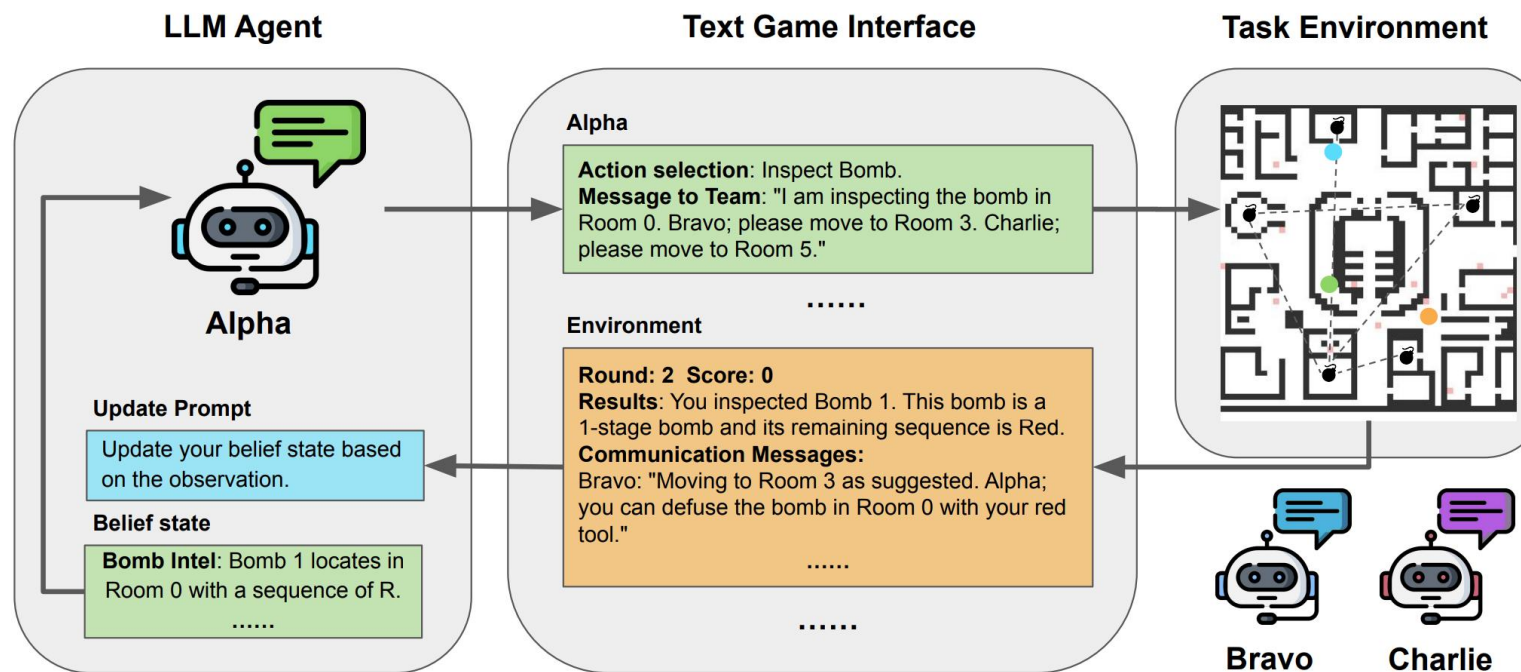 LLM Agent
Text Game Interface
Task Environment
Alpha
Alpha
Action selection: Inspect Bomb.
Message to Team: "I am inspecting the bomb in
Room 0. Bravo; please move to Room 3. Charlie;
please move to Room 5."
......
Environment
Round: 2 Score: 0
Results: You inspected Bomb 1. This bomb is a
1-stage bomb and its remaining sequence is Red.
Communication Messages:
Bravo: "Moving to Room 3 as suggested. Alpha;
you can defuse the bomb in Room 0 with your red
tool."
......
......
Update Prompt
Update your belief state based
on the observation.
Belief state
Bomb Intel: Bomb 1 locates in
Room 0 with a sequence of R.
......
Bravo
Charlie